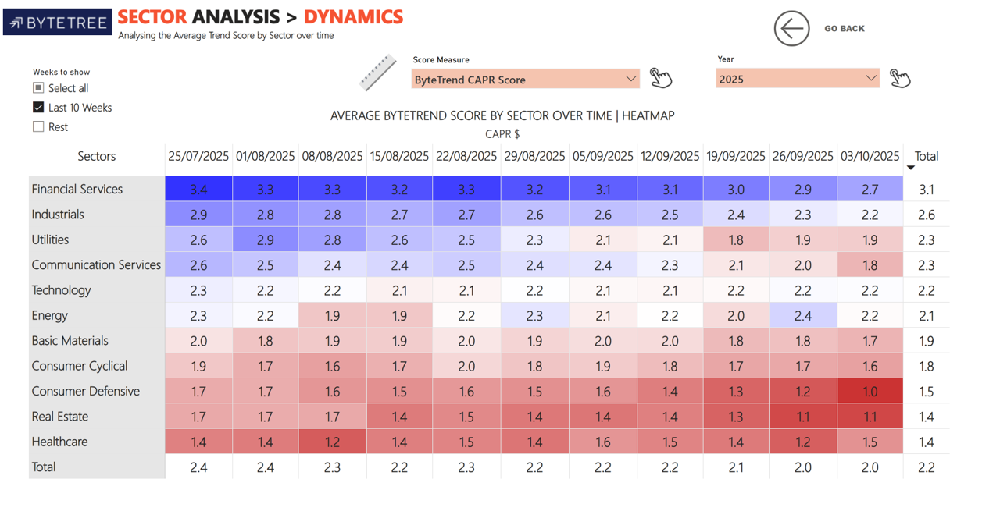 BYTETREE
SECTOR ANALYSIS > DYNAMICS
Analysing the Average Trend Score by Sector over time
GO BACK
Weeks to show
Select all
Last 10 Weeks
Rest
Score Measure
ByteTrend CAPR Score
Year
2025
AVERAGE BYTETREND SCORE BY SECTOR OVER TIME | HEATMAP
CAPR $
Sectors 25/07/2025 01/08/2025 08/08/2025 15/08/2025 22/08/2025 29/08/2025 05/09/2025 12/09/2025 19/09/2025 26/09/2025 03/10/2025 Total
Financial Services 3.4 3.3 3.3 3.2 3.3 3.2 3.1 3.1 3.0 2.9 2.7 3.1
Industrials 2.9 2.8 2.8 2.7 2.7 2.6 2.6 2.5 2.4 2.3 2.2 2.6
Utilities 2.6 2.9 2.8 2.6 2.5 2.3 2.1 2.1 1.8 1.9 1.9 2.3
Communication Services 2.6 2.5 2.4 2.4 2.5 2.4 2.4 2.3 2.1 2.0 1.8 2.3
Technology 2.3 2.2 2.2 2.1 2.1 2.2 2.1 2.1 2.2 2.2 2.2 2.2
Energy 2.3 2.2 1.9 1.9 2.2 2.3 2.1 2.2 2.0 2.4 2.2 2.1
Basic Materials 2.0 1.8 1.9 1.9 2.0 1.9 2.0 2.0 1.8 1.8 1.7 1.9
Consumer Cyclical 1.9 1.7 1.6 1.7 2.0 1.8 1.9 1.8 1.7 1.7 1.6 1.8
Consumer Defensive 1.7 1.7 1.6 1.5 1.6 1.5 1.6 1.4 1.3 1.2 1.0 1.5
Real Estate 1.7 1.7 1.7 1.4 1.5 1.4 1.4 1.4 1.3 1.1 1.1 1.4
Healthcare 1.4 1.4 1.2 1.4 1.5 1.4 1.6 1.5 1.4 1.2 1.5 1.4
Total 2.4 2.4 2.3 2.2 2.3 2.2 2.2 2.2 2.1 2.0 2.0 2.2